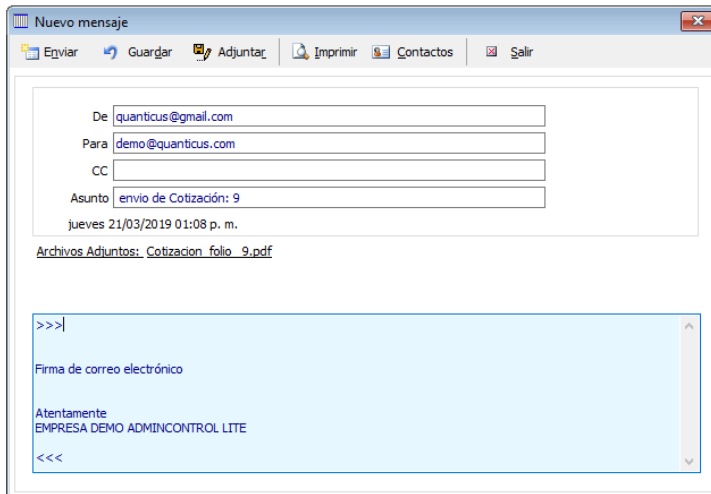 Nuevo mensaje
Enviar Guardar Adjuntar Imprimir Contactos Salir
De quanticus@gmail.com
Para demo@quanticus.com
CC
Asunto envio de Cotización: 9
jueves 21/03/2019 01:08 p. m.
Archivos Adjuntos: Cotizacion_folio_9.pdf
>>>
Firma de correo electrónico
Atentamente
EMPRESA DEMO ADMINCONTROL LITE
<<<